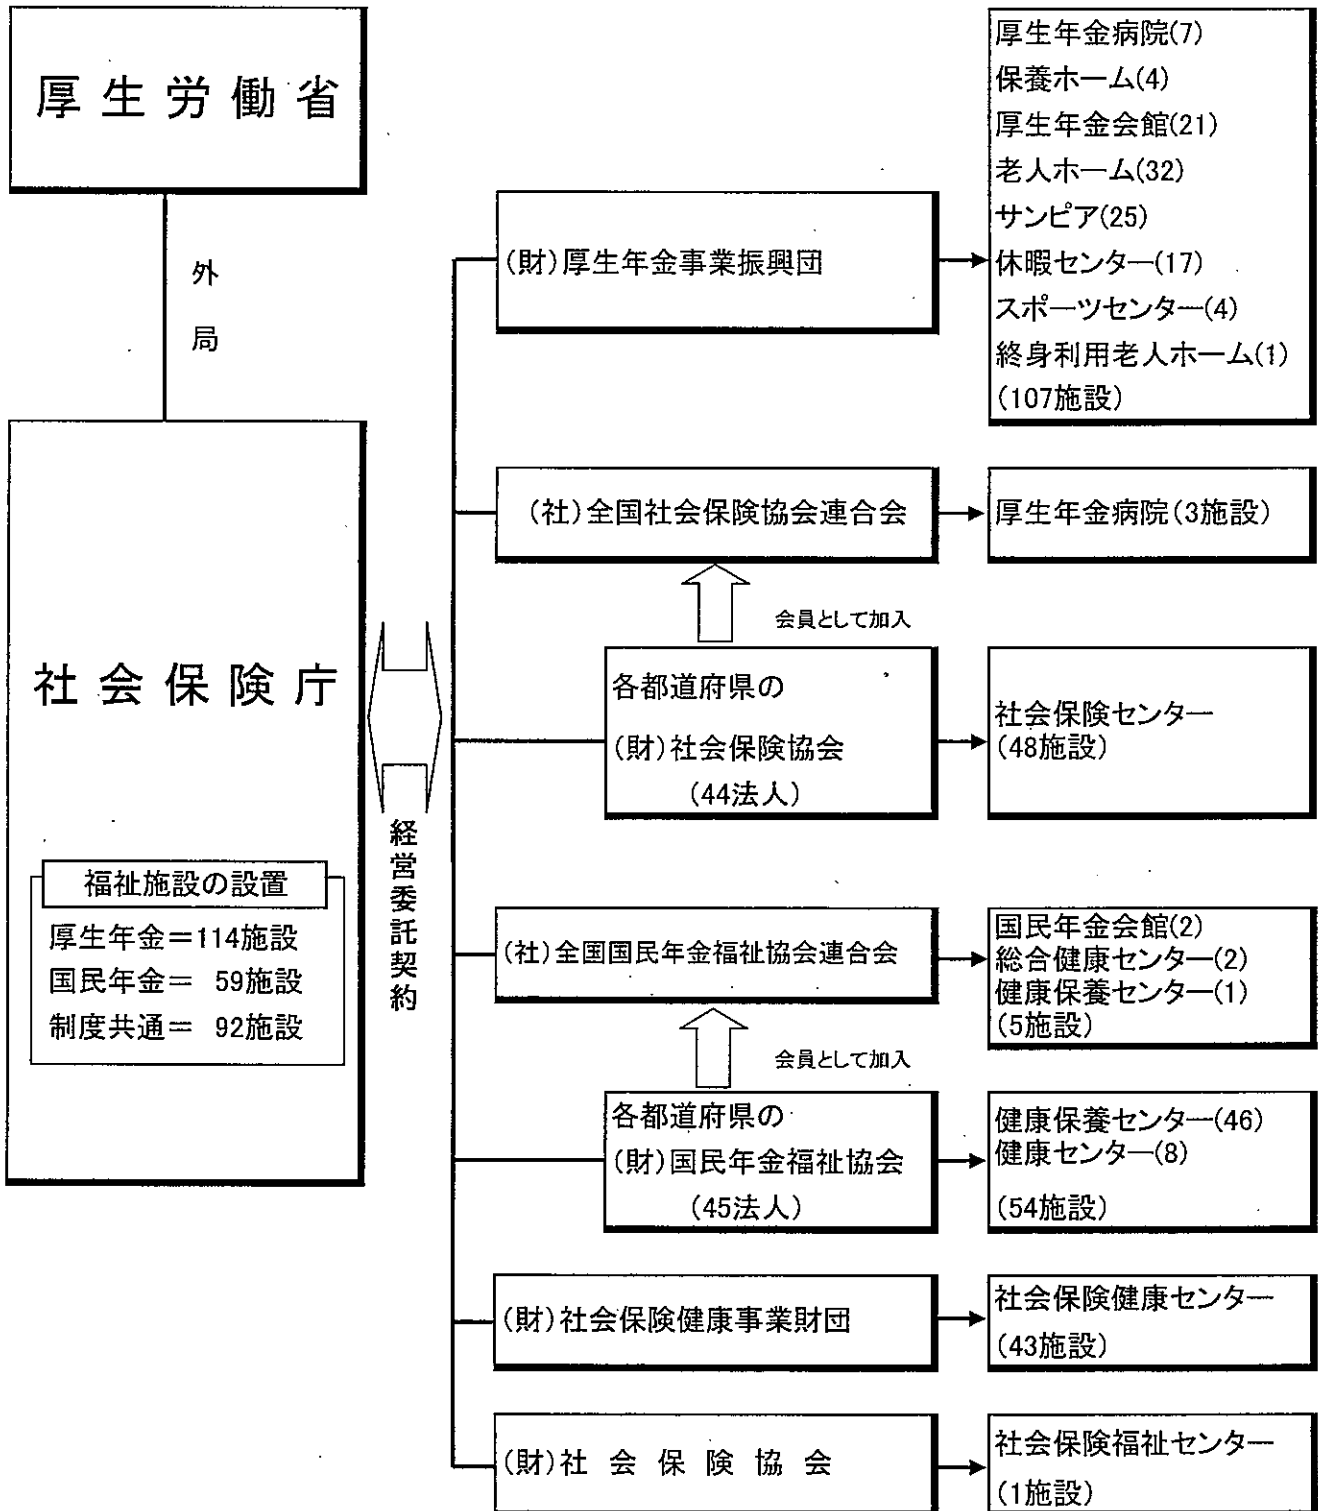 厚生労働省
外局
社会保険庁
福祉施設の設置
厚生年金＝114施設
国民年金＝ 59施設
制度共通＝ 92施設
経営委託契約
(財)厚生年金事業振興団
厚生年金病院(7)
保養ホーム(4)
厚生年金会館(21)
老人ホーム(32)
サンピア(25)
休暇センター(17)
スポーツセンター(4)
終身利用老人ホーム(1)
(107施設)
(社)全国社会保険協会連合会
厚生年金病院(3施設)
会員として加入
各都道府県の
(財)社会保険協会
(44法人)
社会保険センター
(48施設)
(社)全国国民年金福祉協会連合会
国民年金会館(2)
総合健康センター(2)
健康保養センター(1)
(5施設)
会員として加入
各都道府県の
(財)国民年金福祉協会
(45法人)
健康保養センター(46)
健康センター(8)
(54施設)
(財)社会保険健康事業財団
社会保険健康センター
(43施設)
(財)社会保険協会
社会保険福祉センター
(1施設)